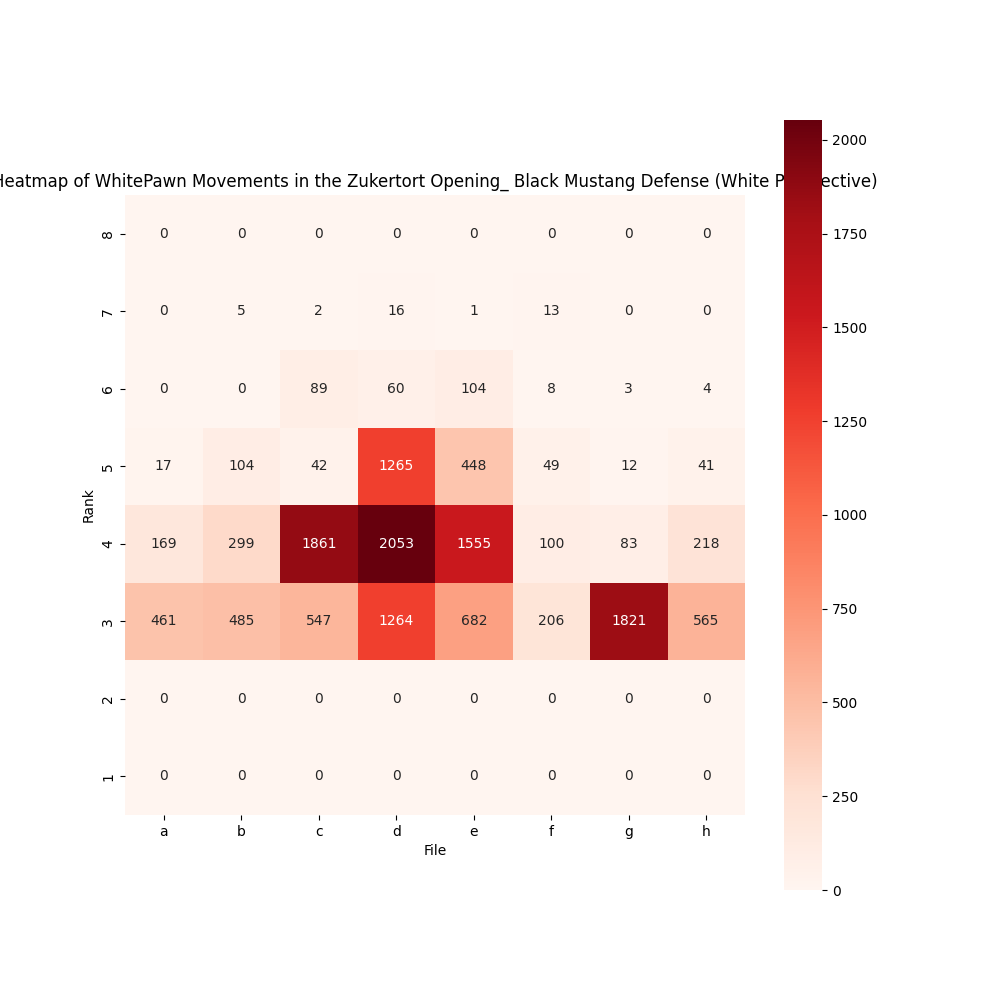 Heatmap of WhitePawn Movements in the Zukertort Opening_ Black Mustang Defense (White P ective)
2000
1750
1500
1250
1000
750
500
250
0
Rank
8 0 0 0 0 0 0 0 0
7 0 5 2 16 1 13 0 0
6 0 0 89 60 104 8 3 4
5 17 104 42 1265 448 49 12 41
4 169 299 1861 2053 1555 100 83 218
3 461 485 547 1264 682 206 1821 565
2 0 0 0 0 0 0 0 0
1 0 0 0 0 0 0 0 0
a b c d e f g h
File